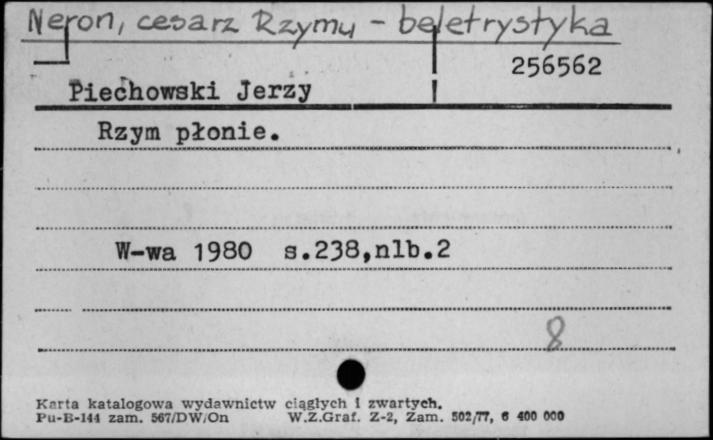 Neron, cesarz Rzymu - beletrystyka
256562
Piechowski Jerzy
Rzym płonie.
W-wa 1980 s.238,nlb.2
8
Karta katalogowa wydawnictw ciągłych i zwartych.
Pu-B-144 zam. 567/DW/On W.Z.Graf. Z-2, Zam. 502/77, 6 400 000